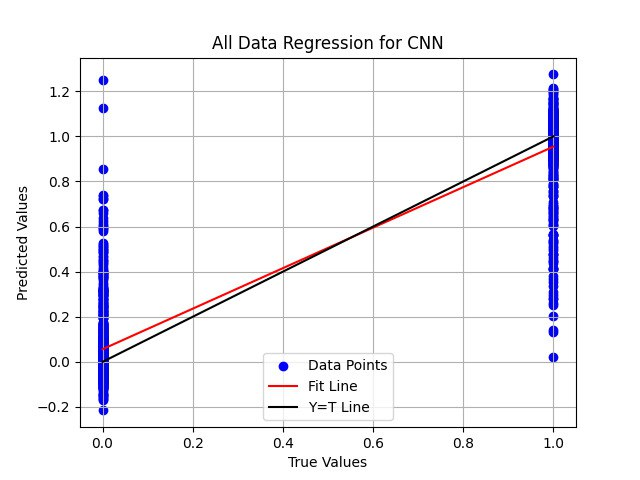 All Data Regression for CNN
Predicted Values
1.2
1.0
0.8
0.6
0.4
0.2
0.0
−0.2
Data Points
Fit Line
Y=T Line
0.0 0.2 0.4 0.6 0.8 1.0
True Values